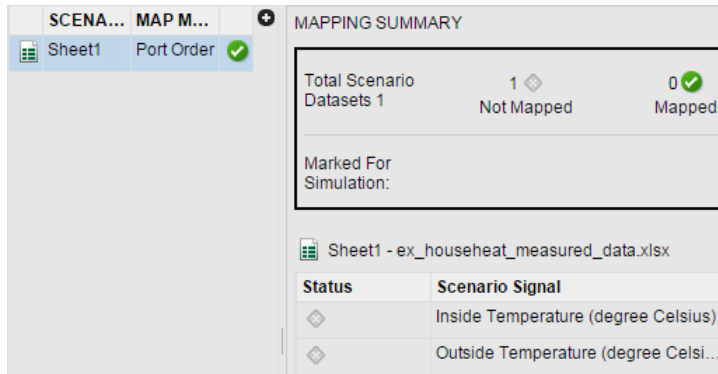 SCENA... MAP M...
Sheet1 Port Order
MAPPING SUMMARY
Total Scenario
Datasets 1
1
Not Mapped
0
Mapped
Marked For
Simulation:
Sheet1 - ex_househeat_measured_data.xlsx
Status Scenario Signal
Inside Temperature (degree Celsius)
Outside Temperature (degree Celsi...